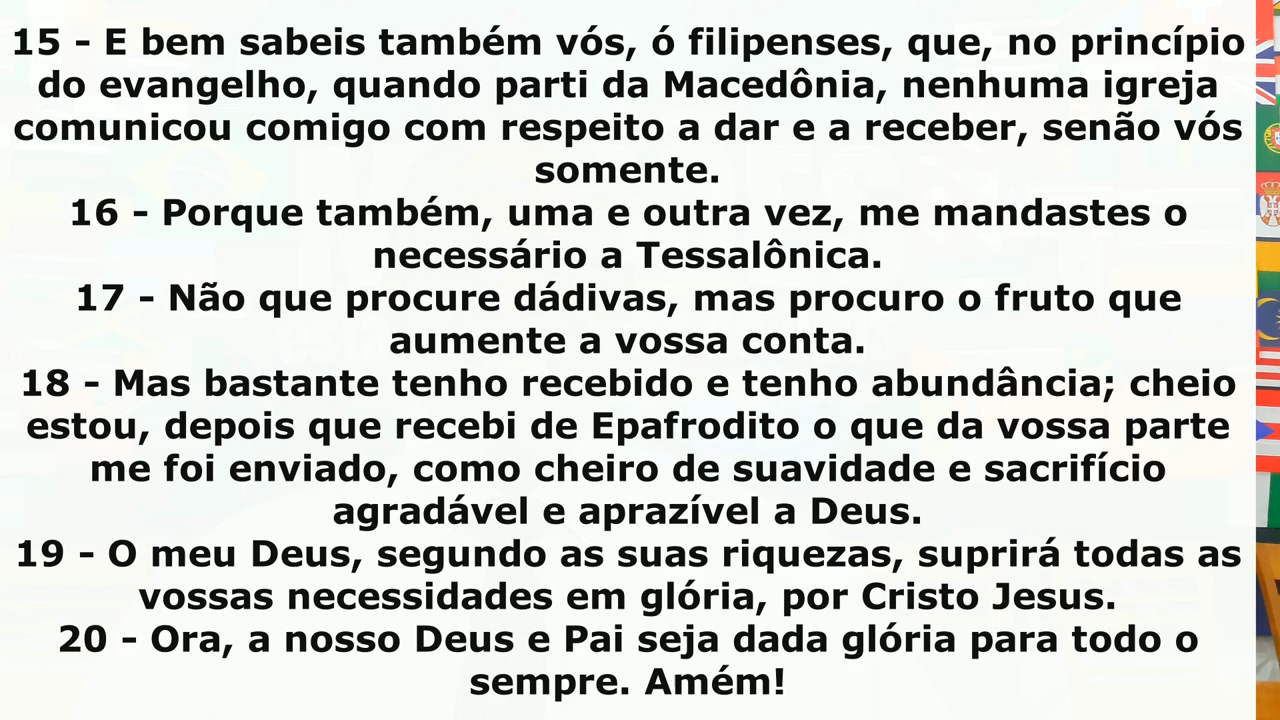 15 - E bem sabeis também vós, ó filipenses, que, no princípio
do evangelho, quando parti da Macedônia, nenhuma igreja
comunicou comigo com respeito a dar e a receber, senão vós
somente.
16 - Porque também, uma e outra vez, me mandastes o
necessário a Tessalônica.
17 - Não que procure dádivas, mas procuro o fruto que
aumente a vossa conta.
18 - Mas bastante tenho recebido e tenho abundância; cheio
estou, depois que recebi de Epafrodito o que da vossa parte
me foi enviado, como cheiro de suavidade e sacrifício
agradável e aprazível a Deus.
19 - O meu Deus, segundo as suas riquezas, suprirá todas as
vossas necessidades em glória, por Cristo Jesus.
20 - Ora, a nosso Deus e Pai seja dada glória para todo o
sempre. Amém!